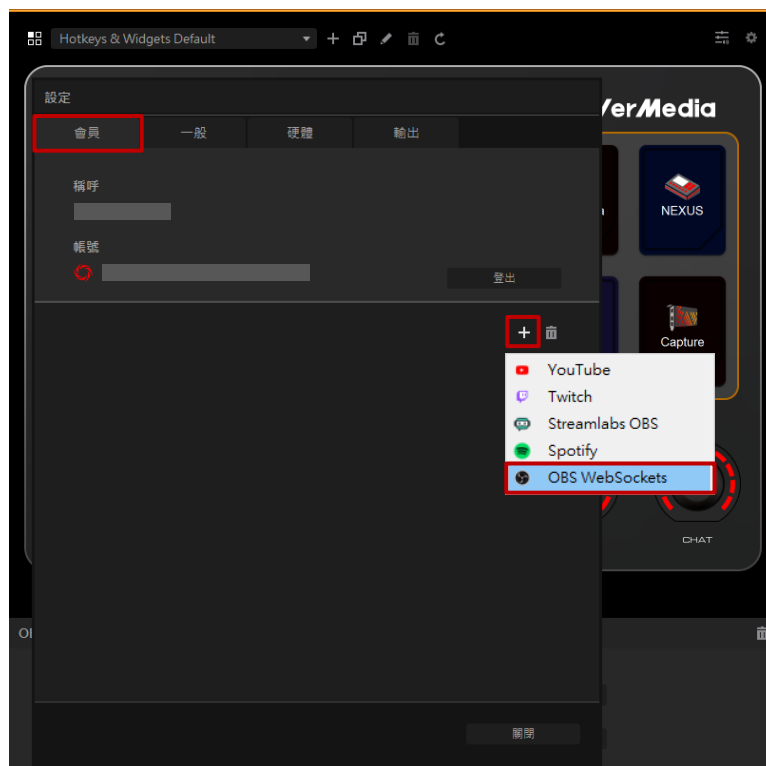 Hotkeys & Widgets Default
設定
會員
一般
硬體
輸出
稱呼
帳號
登出
NEXUS
Capture
YouTube
Twitch
Streamlabs OBS
Spotify
OBS WebSockets
CHAT
關閉